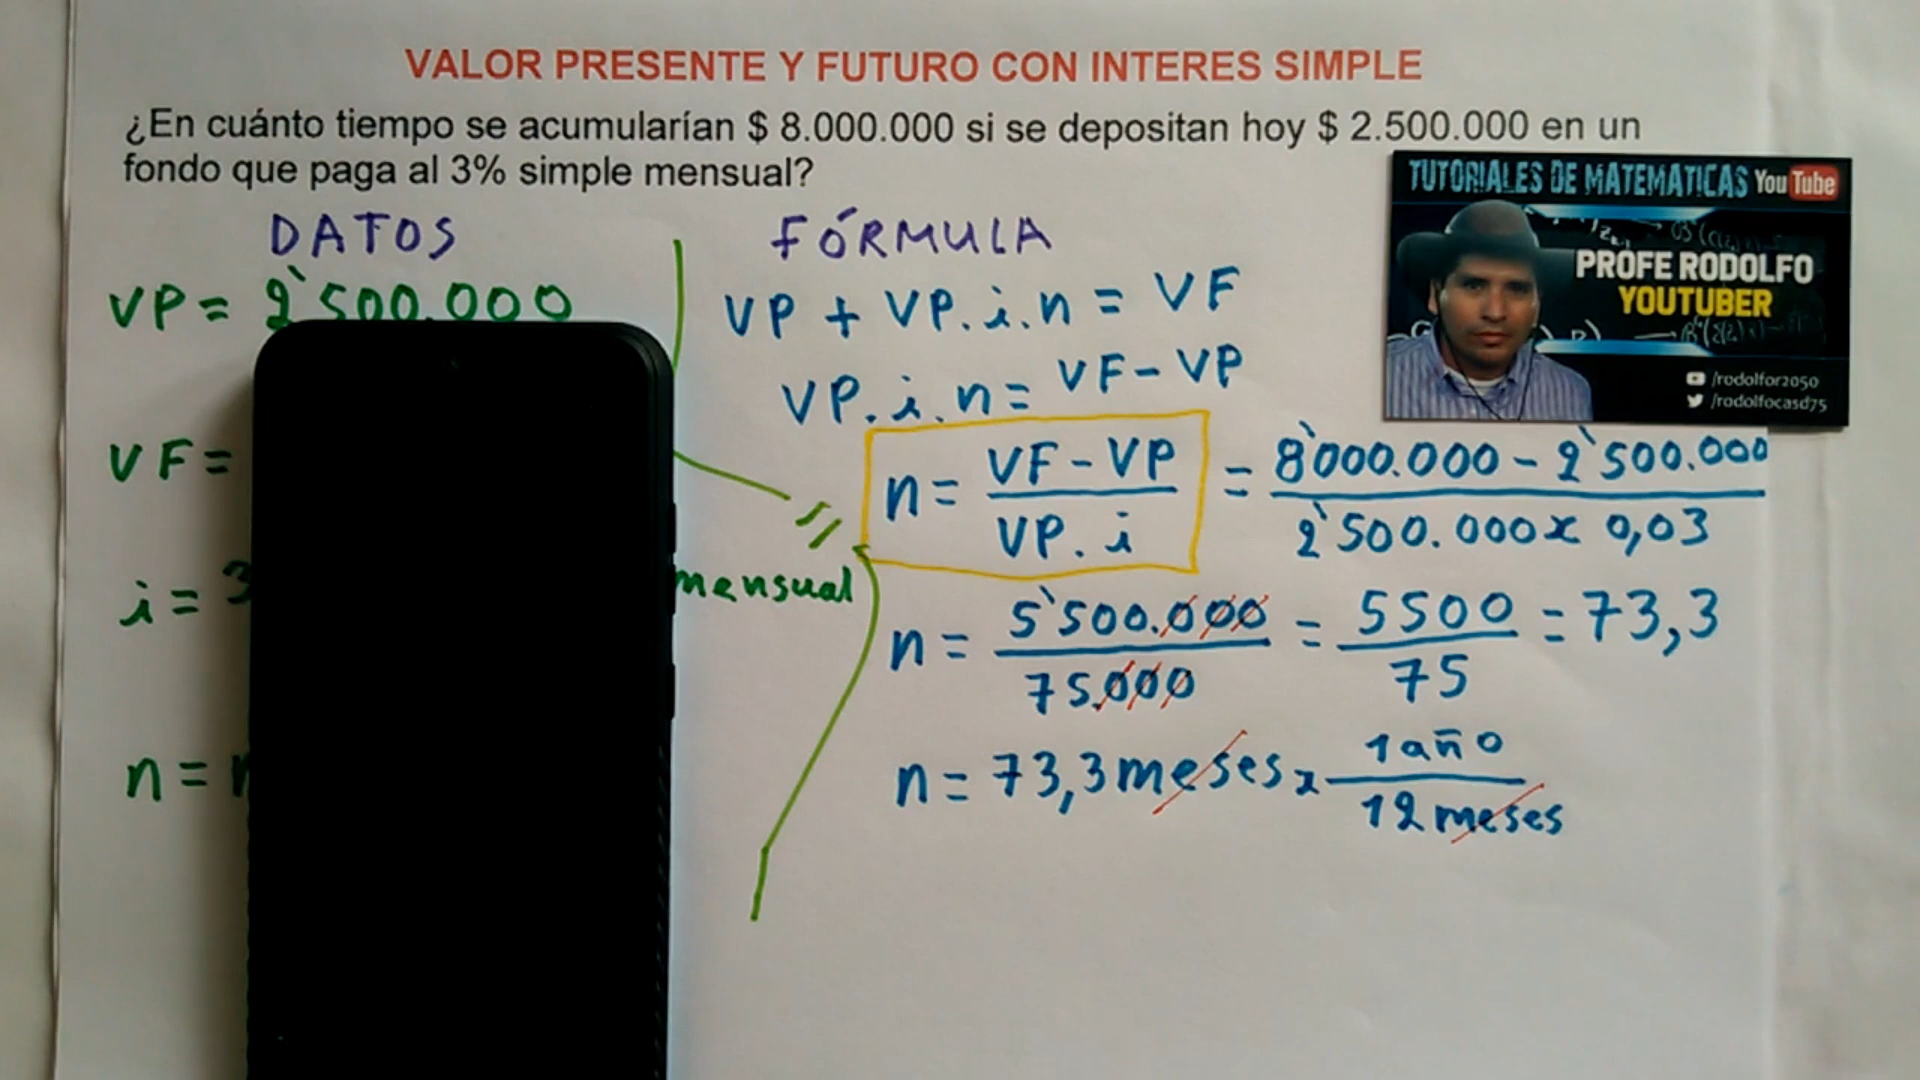 VALOR PRESENTE Y FUTURO CON INTERES SIMPLE
¿En cuánto tiempo se acumularían $ 8.000.000 si se depositan hoy $ 2.500.000 en un
fondo que paga al 3% simple mensual?
DATOS
VP = 2`500.000
VF =
i = 3
mensual
n =
FÓRMULA
VP + VP.i.n = VF
VP.i.n = VF - VP
n = VF - VP / VP.i = 8`000.000 - 2`500.000 / 2`500.000 x 0,03
n = 5`500.000 / 75.000 = 5500 / 75 = 73,3
n = 73,3 meses x 1 año / 12 meses
TUTORIALES DE MATEMATICAS YouTube
PROFE RODOLFO
YOUTUBER
/rodolfor2050
/rodolfocasd75